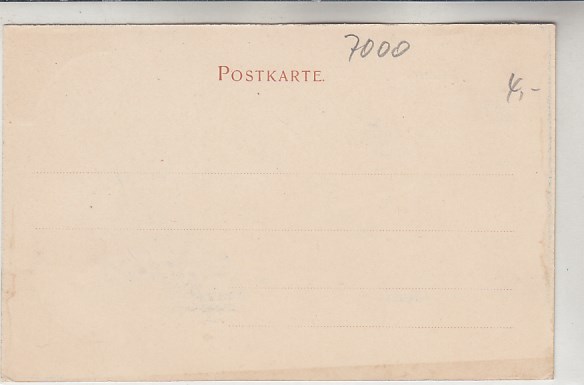 7000
POSTKARTE.
4,-